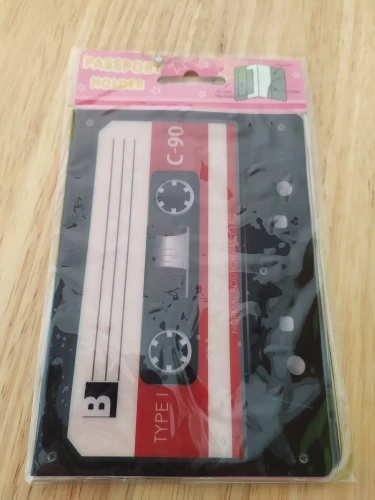 PASSPORT
HOLDER
C-90
B
TYPE I